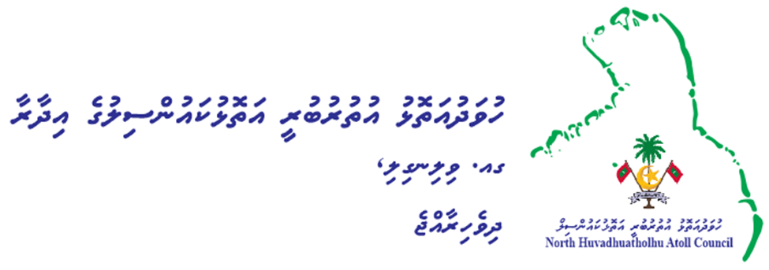 ހުވަދުއަތޮޅު އުތުރުބުރީ އަތޮޅުކައުންސިލުގެ އިދާރާ
ގއ. ވިލިނގިލި،
ދިވެހިރާއްޖެ
ހުވަދުއަތޮޅު އުތުރުބުރީ އަތޮޅުކައުންސިލް
North Huvadhuatholhu Atoll Council